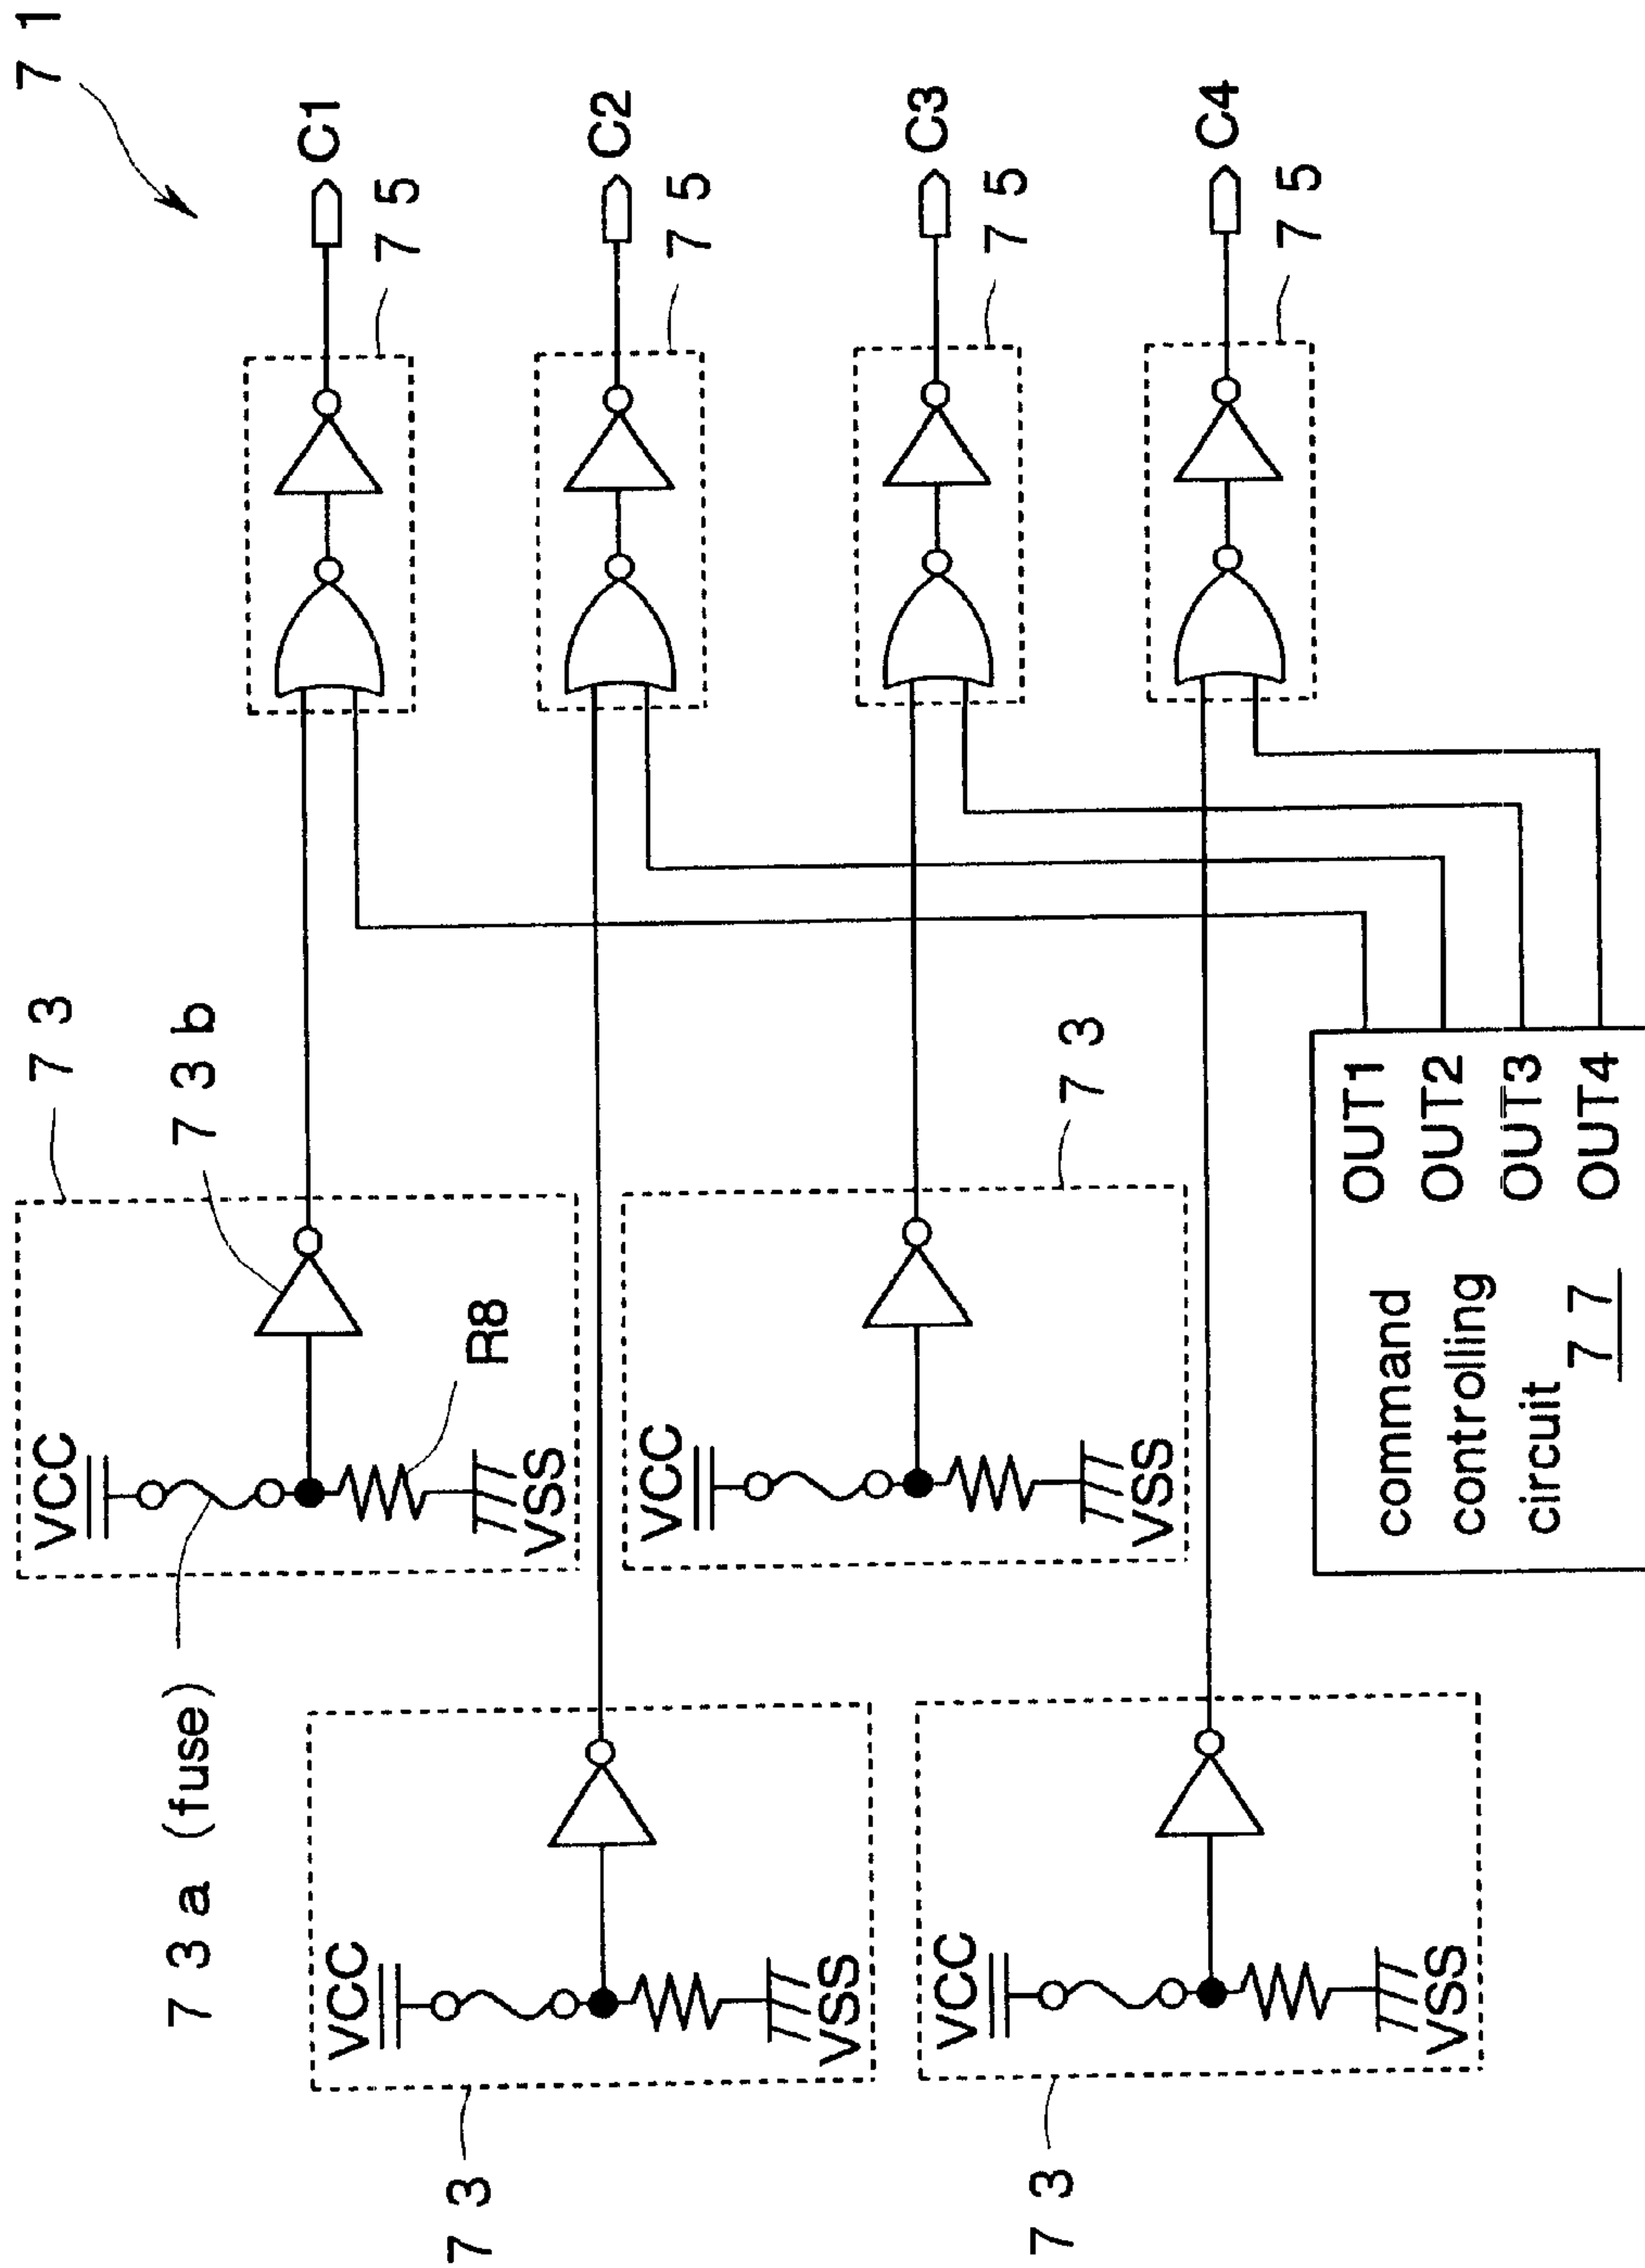 7 1
7 3
7 3 b
7 3 a (fuse)
VCC
R8
VSS
C1
7 5
VCC
VSS
7 3
C2
7 5
VCC
VSS
7 3
C3
7 5
VCC
VSS
7 3
C4
7 5
command
controlling
circuit
7 7
OUT1
OUT2
OUT3
OUT4